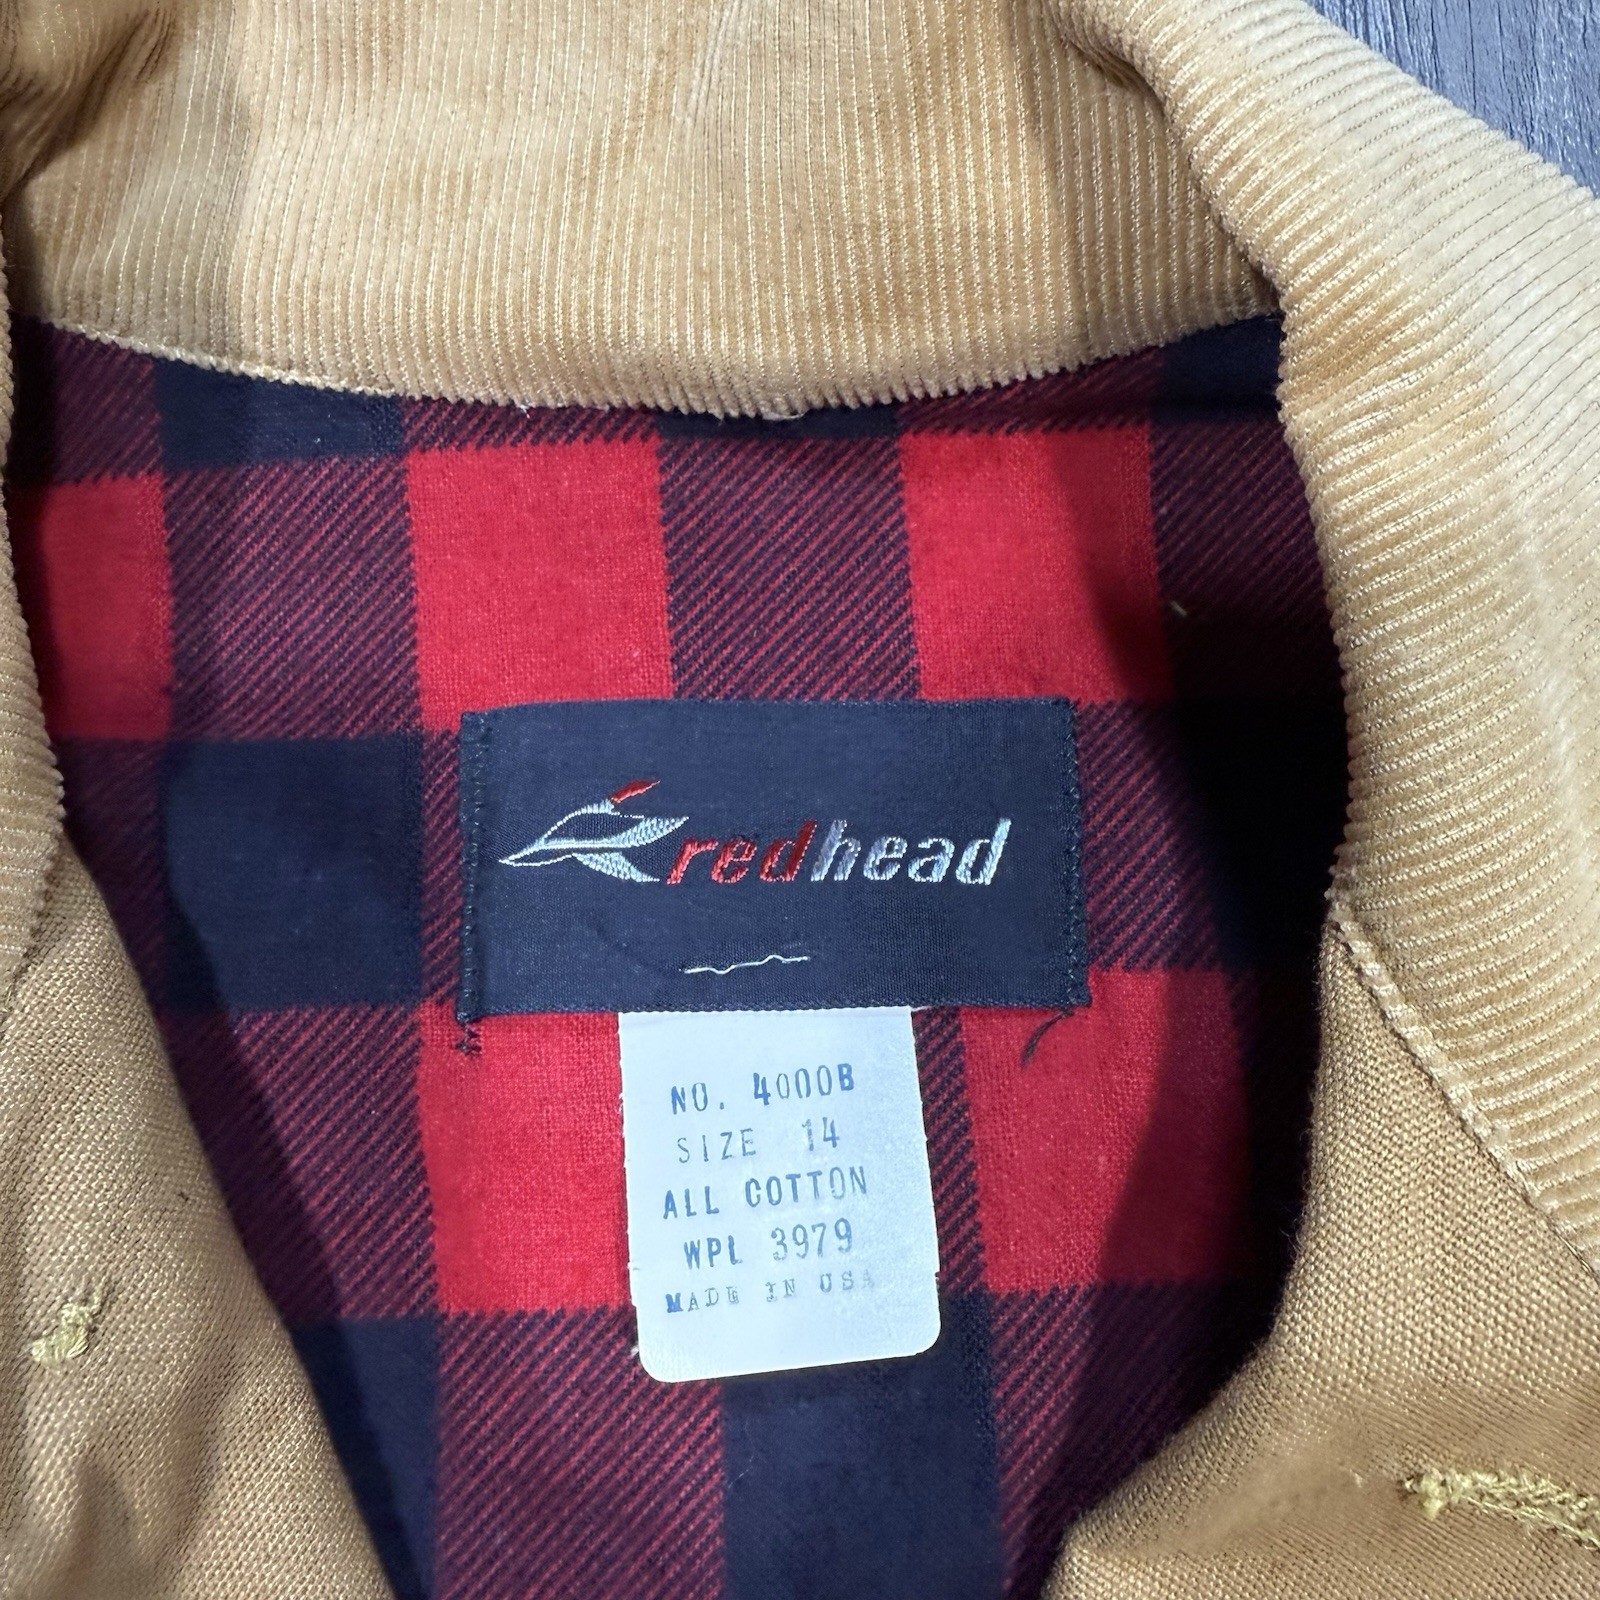 redhead
NO. 4000B
SIZE 14
ALL COTTON
WPL 3979
MADE IN USA